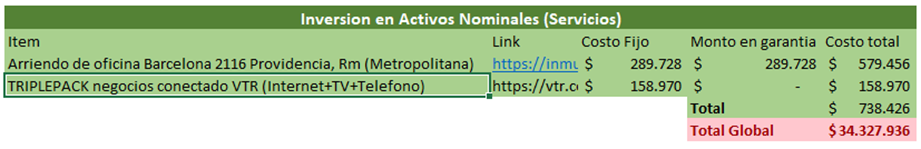 Inversion en Activos Nominales (Servicios)
Item Link Costo Fijo Monto en garantia Costo total
Arriendo de oficina Barcelona 2116 Providencia, Rm (Metropolitana) https://inmu $ 289.728 $ 289.728 $ 579.456
TRIPLEPACK negocios conectado VTR (Internet+TV+Telefono) https://vtr.c $ 158.970 $ - $ 158.970
Total $ 738.426
Total Global $ 34.327.936